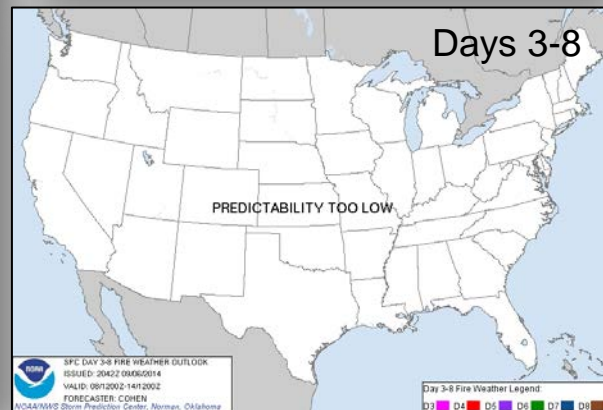 Days 3-8
PREDICTABILITY TOO LOW
NOAA
SPC DAY 3-8 FIRE WEATHER OUTLOOK
ISSUED: 2042Z 09/06/2014
VALID: 08/1200Z-14/1200Z
FORECASTER: COHEN
NOAA/NWS Storm Prediction Center, Norman, Oklahoma
Day 3-8 Fire Weather Legend:
D3 D4 D5 D6 D7 D8